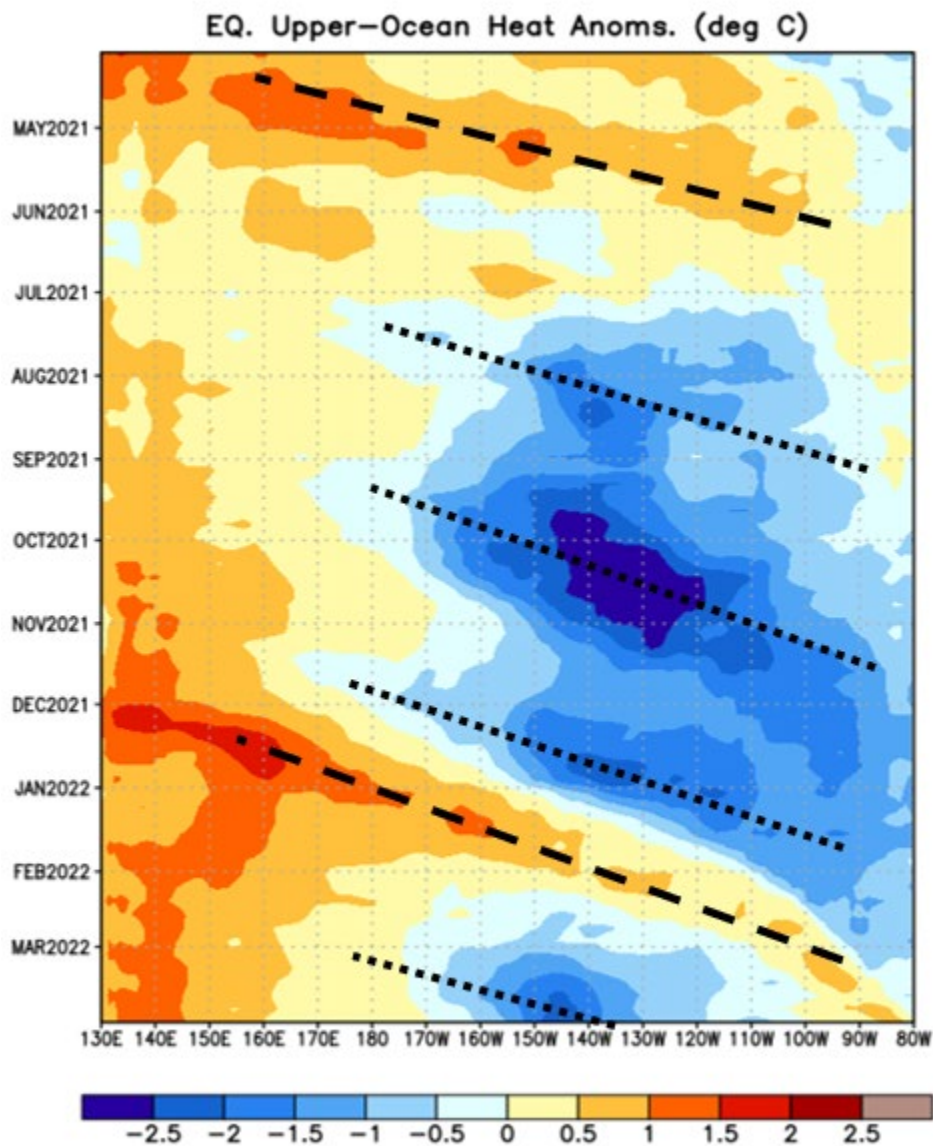 EQ. Upper-Ocean Heat Anoms. (deg C)
MAY2021
JUN2021
JUL2021
AUG2021
SEP2021
OCT2021
NOV2021
DEC2021
JAN2022
FEB2022
MAR2022
130E 140E 150E 160E 170E 180 170W 160W 150W 140W 130W 120W 110W 100W 90W 80W
-2.5 -2 -1.5 -1 -0.5 0 0.5 1 1.5 2 2.5